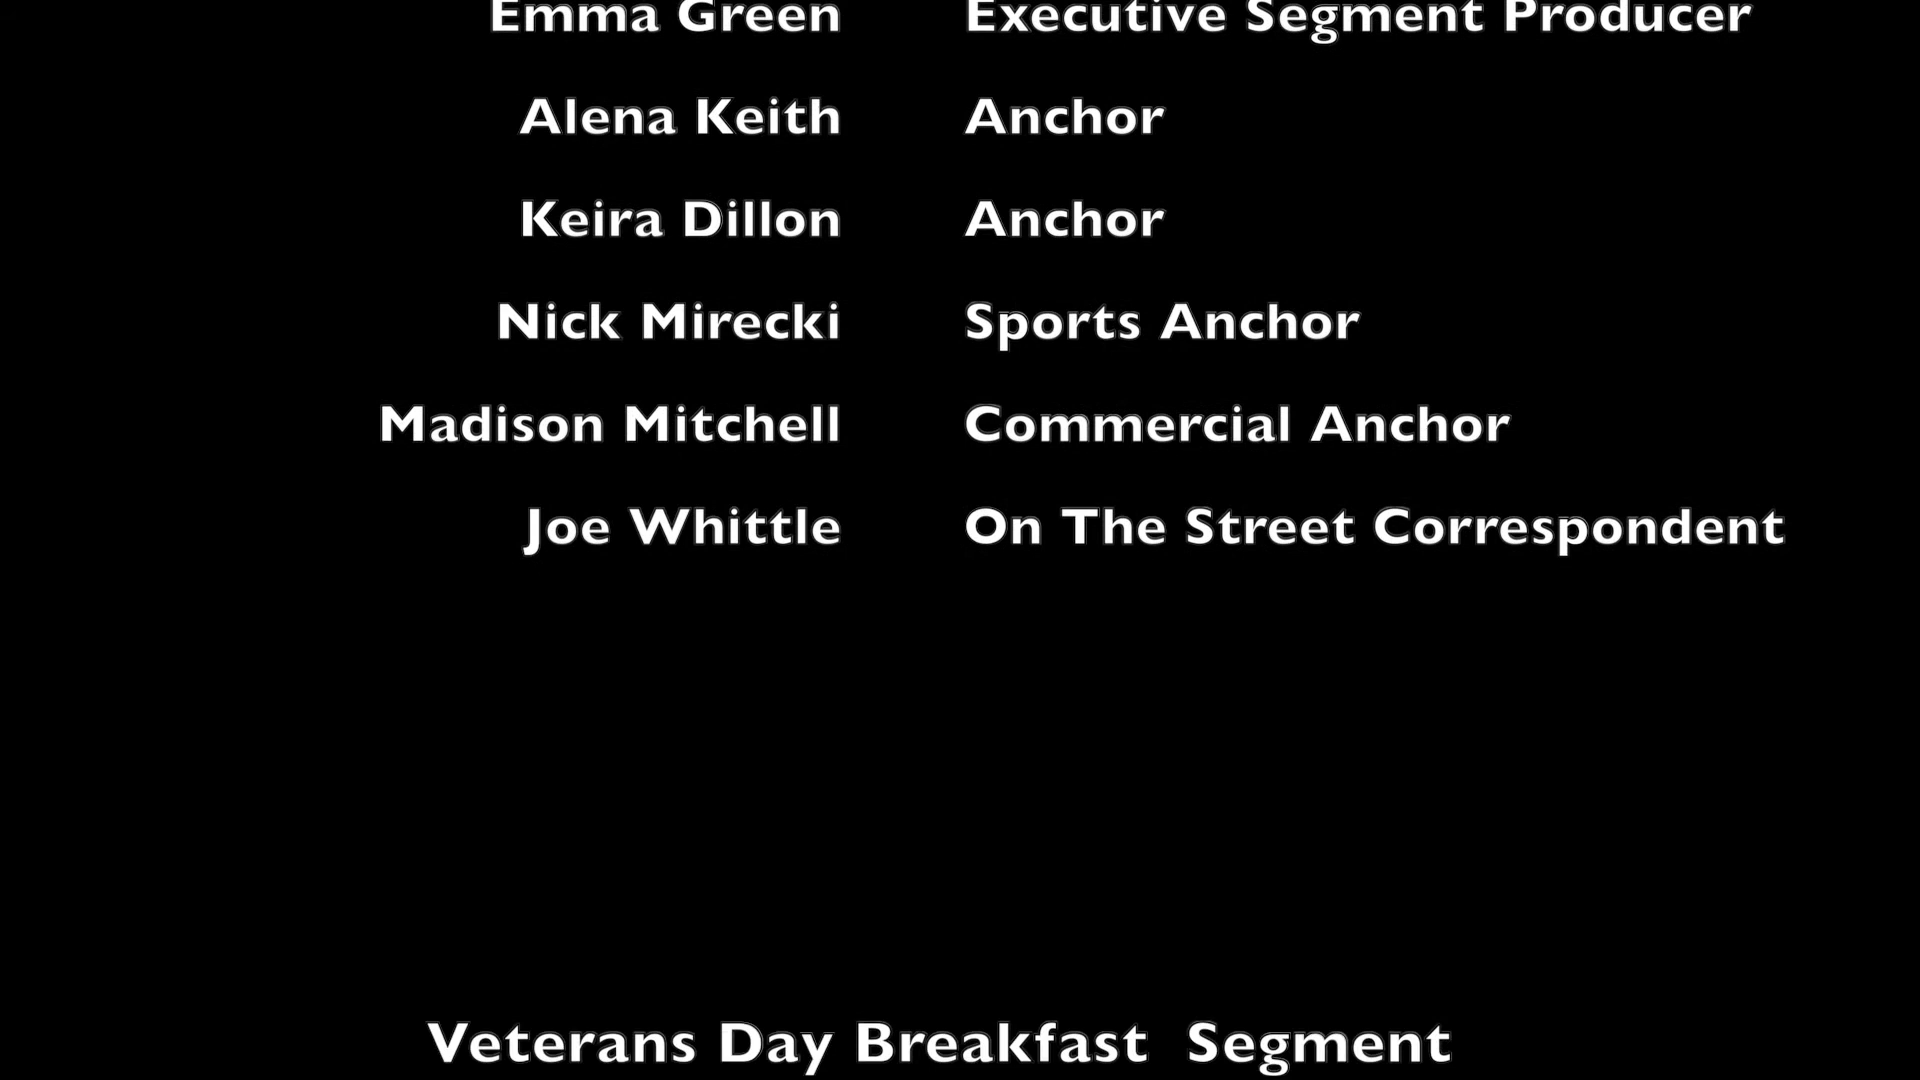 Emma Green Executive Segment Producer
Alena Keith Anchor
Keira Dillon Anchor
Nick Mirecki Sports Anchor
Madison Mitchell Commercial Anchor
Joe Whittle On The Street Correspondent
Veterans Day Breakfast  Segment